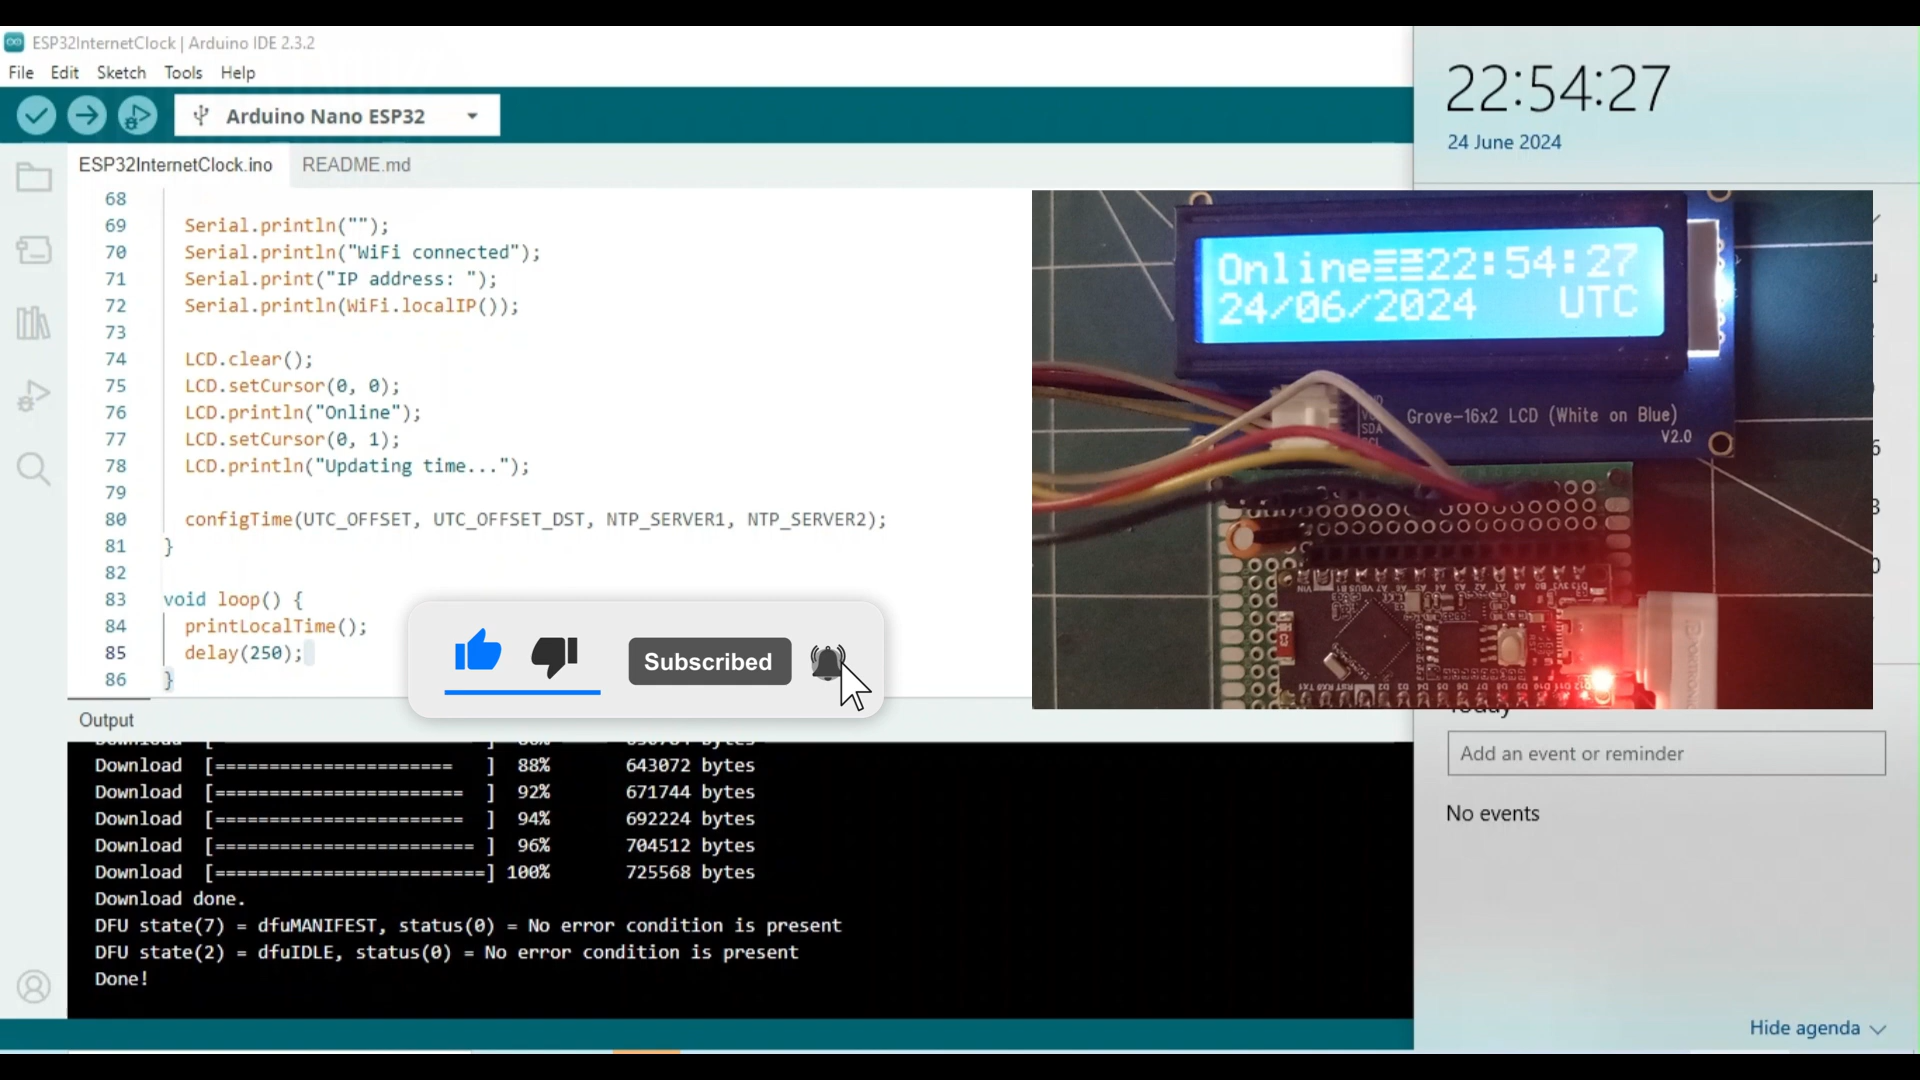 ESP32InternetClock | Arduino IDE 2.3.2
File Edit Sketch Tools Help
Arduino Nano ESP32
ESP32InternetClock.ino README.md
68
69 Serial.println("");
70 Serial.println("WiFi connected");
71 Serial.print("IP address: ");
72 Serial.println(WiFi.localIP());
73
74 LCD.clear();
75 LCD.setCursor(0, 0);
76 LCD.println("Online");
77 LCD.setCursor(0, 1);
78 LCD.println("Updating time...");
79
80 configTime(UTC_OFFSET, UTC_OFFSET_DST, NTP_SERVER1, NTP_SERVER2);
81 }
82
83 void loop() {
84 printLocalTime();
85 delay(250);
86 }
Subscribed
Output
Download [====================== ] 88% 643072 bytes
Download [======================= ] 92% 671744 bytes
Download [======================= ] 94% 692224 bytes
Download [======================== ] 96% 704512 bytes
Download [=========================] 100% 725568 bytes
Download done.
DFU state(7) = dfuMANIFEST, status(0) = No error condition is present
DFU state(2) = dfuIDLE, status(0) = No error condition is present
Done!
22:54:27
24 June 2024
Online 22:54:27
24/06/2024 UTC
SDA
Grove-16x2 LCD (White on Blue)
V2.0
Today
Add an event or reminder
No events
Hide agenda